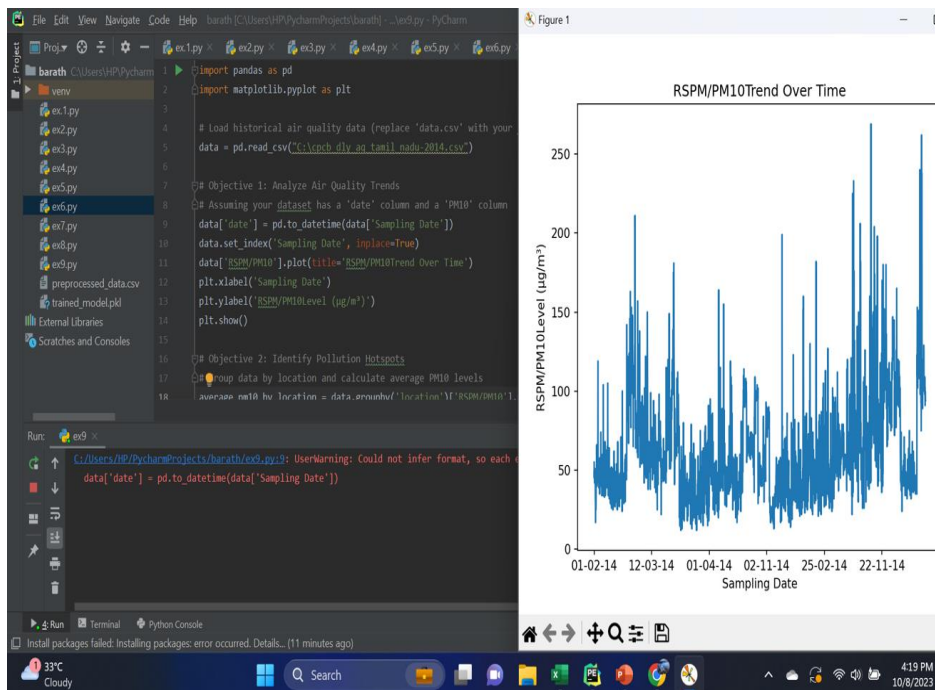 File Edit View Navigate Code Help barath [C:\Users\HP\PycharmProjects\barath] - ...\ex9.py - PyCharm
Proj.
ex.1.py
ex2.py
ex3.py
ex4.py
ex5.py
ex6.py
1: Project
barath C:\Users\HP\Pycharm
venv
ex.1.py
ex2.py
ex3.py
ex4.py
ex5.py
ex6.py
ex7.py
ex8.py
ex9.py
preprocessed_data.csv
trained_model.pkl
External Libraries
Scratches and Consoles
1 import pandas as pd
2 import matplotlib.pyplot as plt
3
4 # Load historical air quality data (replace 'data.csv' with your
5 data = pd.read_csv("C:\cpcb_dly_aq_tamil_nadu-2014.csv")
6
7 # Objective 1: Analyze Air Quality Trends
8 # Assuming your dataset has a 'date' column and a 'PM10' column
9 data['date'] = pd.to_datetime(data['Sampling Date'])
10 data.set_index('Sampling Date', inplace=True)
11 data['RSPM/PM10'].plot(title='RSPM/PM10Trend Over Time')
12 plt.xlabel('Sampling Date')
13 plt.ylabel('RSPM/PM10Level (µg/m³)')
14 plt.show()
15
16 # Objective 2: Identify Pollution Hotspots
17 # Group data by location and calculate average PM10 levels
18 average_pm10_by_location = data.groupby('location')['RSPM/PM10'].
Run: ex9
C:/Users/HP/PycharmProjects/barath/ex9.py:9: UserWarning: Could not infer format, so each e
data['date'] = pd.to_datetime(data['Sampling Date'])
4: Run Terminal Python Console
Install packages failed: Installing packages: error occurred. Details... (11 minutes ago)
Figure 1
RSPM/PM10Trend Over Time
RSPM/PM10Level (µg/m³)
250
200
150
100
50
0
01-02-14 12-03-14 01-04-14 02-11-14 25-02-14 22-11-14
Sampling Date
1
33°C
Cloudy
Search
4:19 PM
10/8/2023